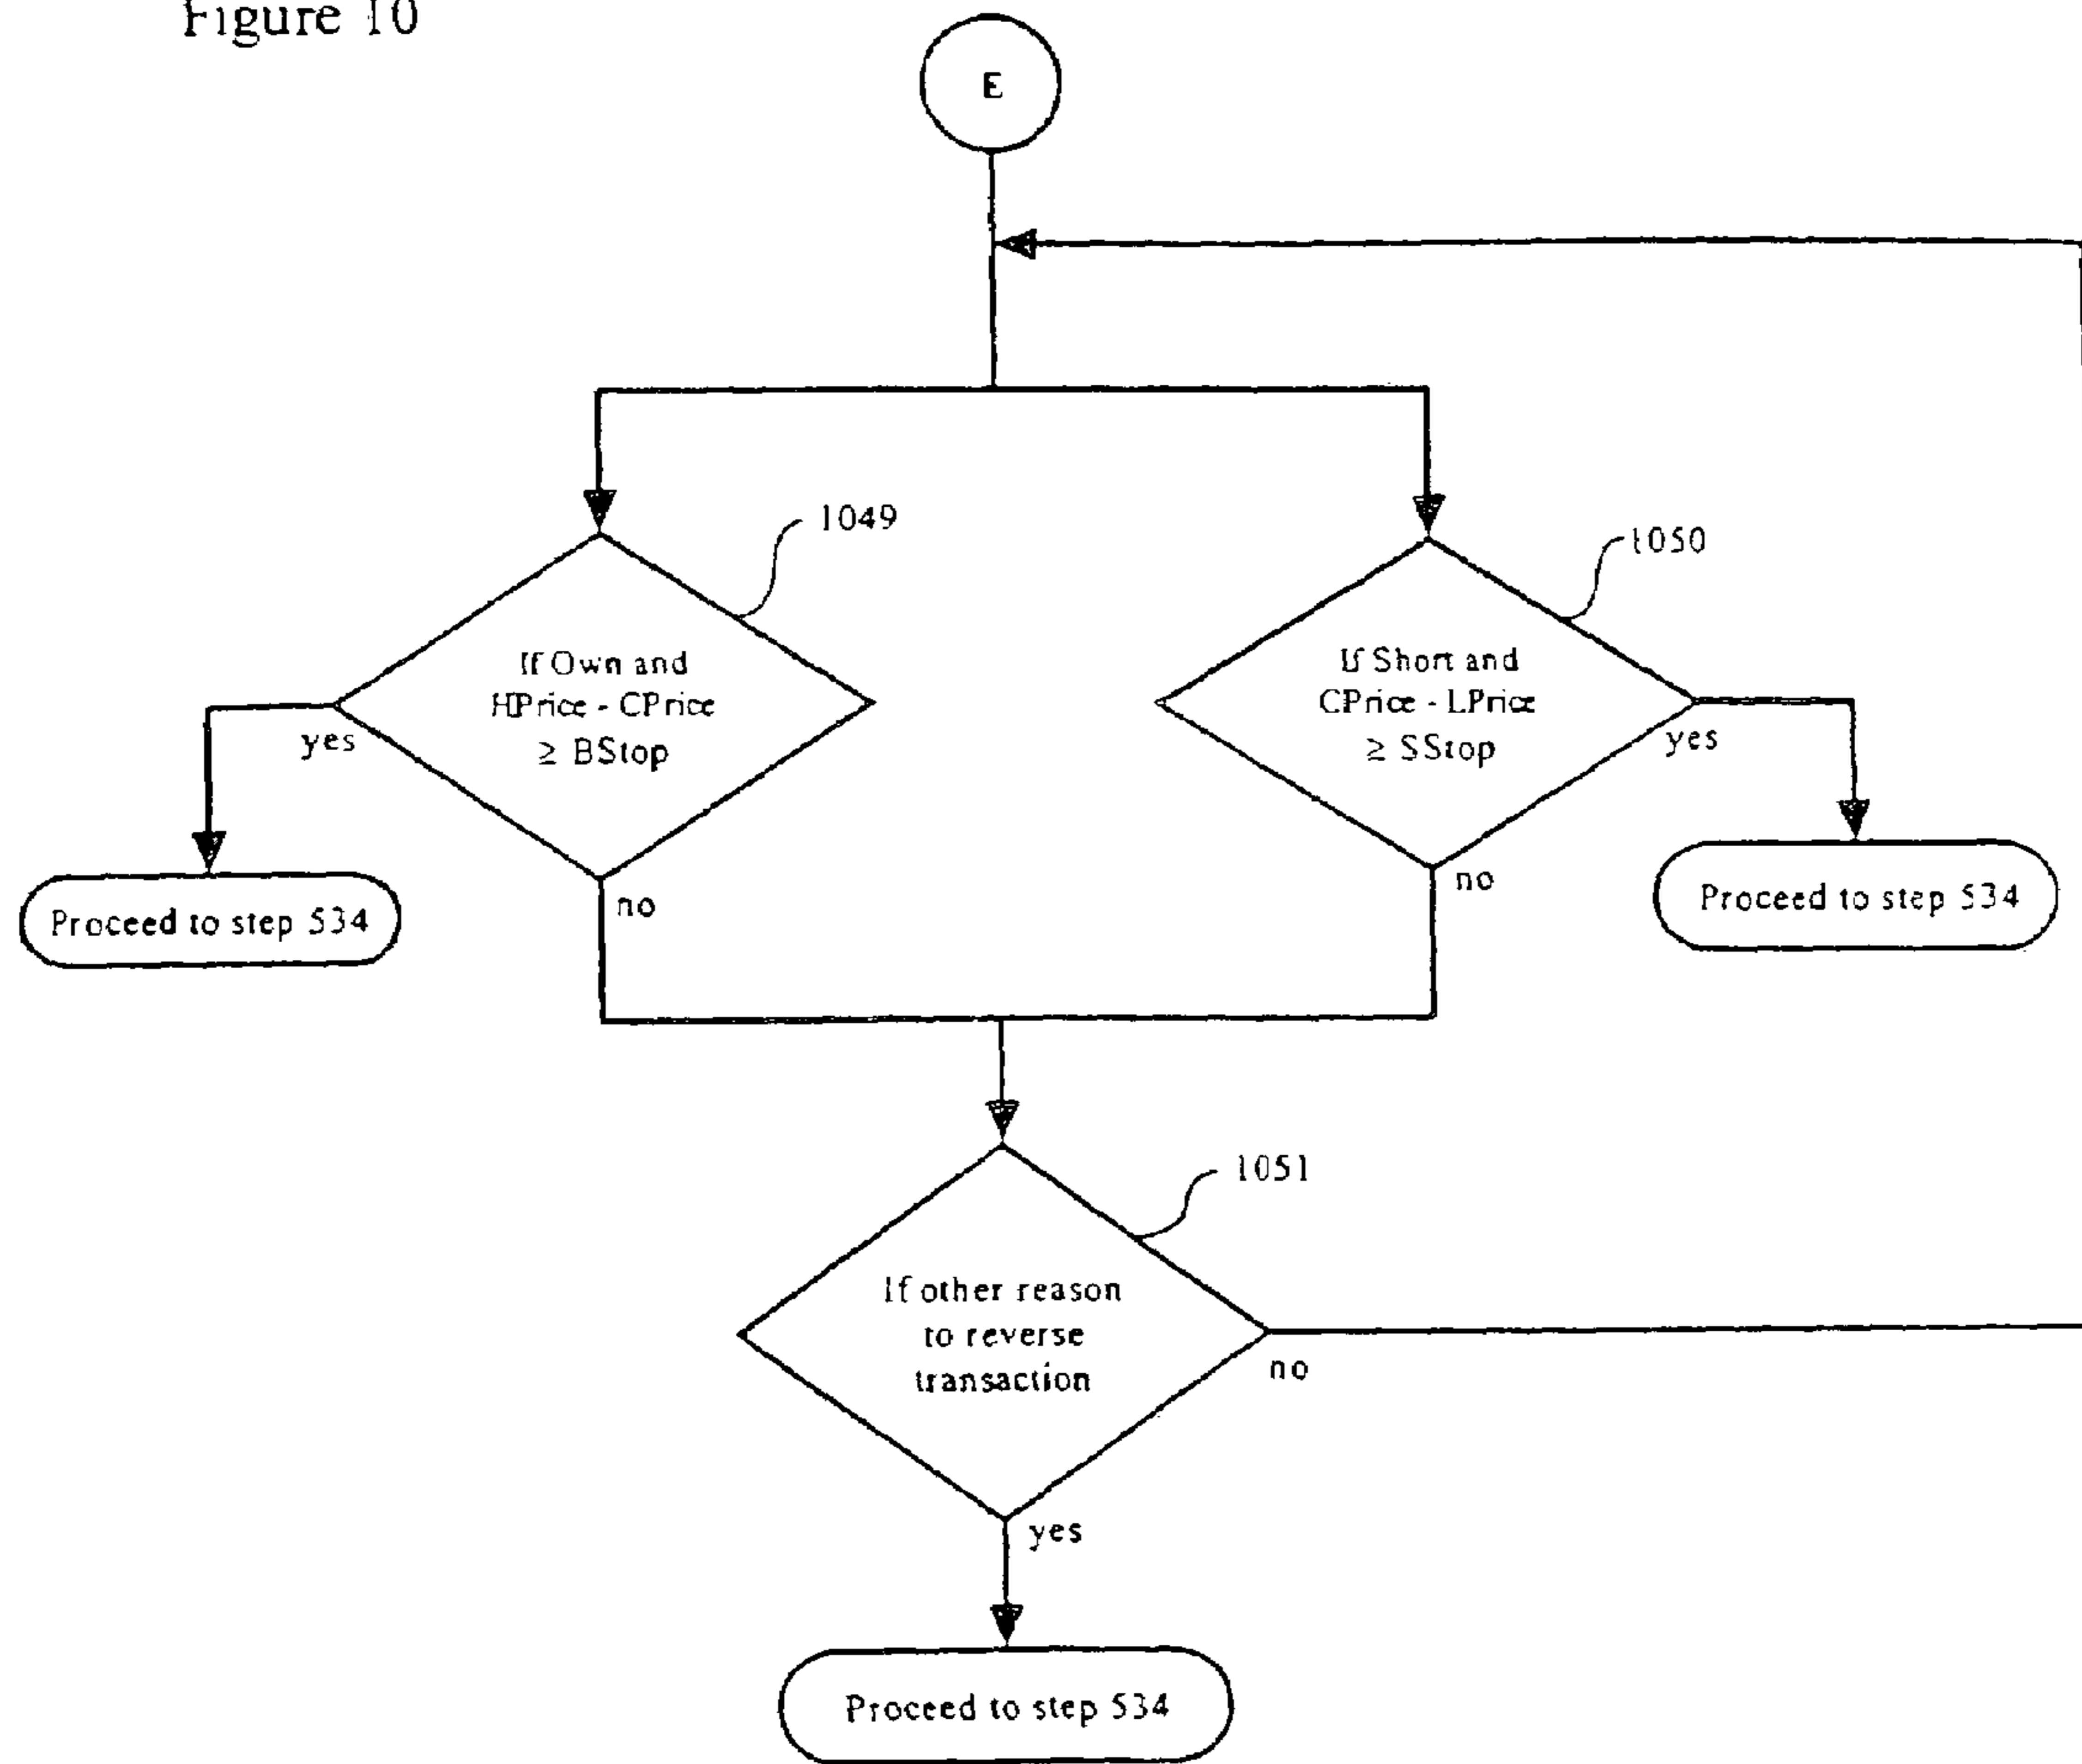 Figure 10
E
1049
1050
If Own and
HPrice - CPrice
≥ BStop
If Short and
CPrice - LPrice
≥ SStop
yes
yes
Proceed to step 534
no
no
Proceed to step 534
1051
If other reason
to reverse
transaction
no
yes
Proceed to step 534